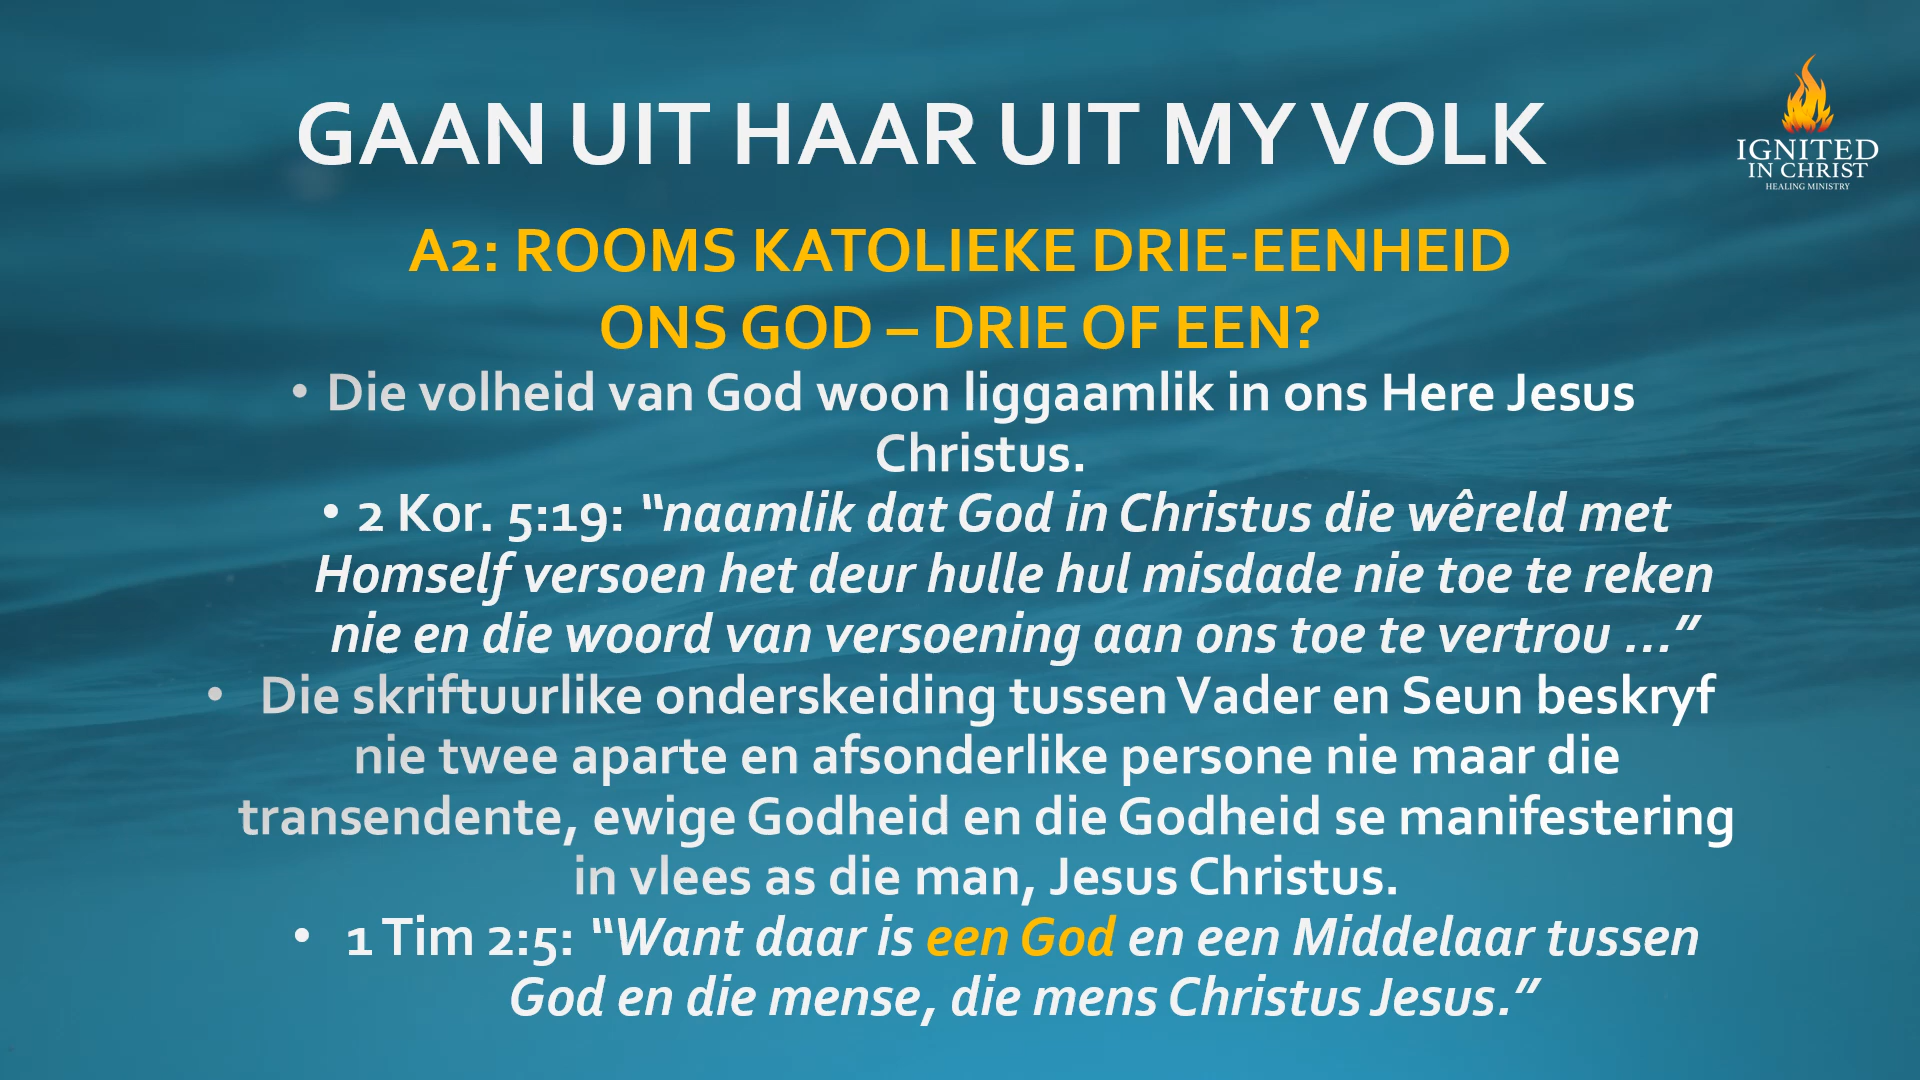 GAAN UIT HAAR UIT MY VOLK
IGNITED
IN CHRIST
HEALING MINISTRY
A2: ROOMS KATOLIEKE DRIE-EENHEID
ONS GOD – DRIE OF EEN?
• Die volheid van God woon liggaamlik in ons Here Jesus
Christus.
• 2 Kor. 5:19: “naamlik dat God in Christus die wêreld met
Homself versoen het deur hulle hul misdade nie toe te reken
nie en die woord van versoening aan ons toe te vertrou …”
• Die skriftuurlike onderskeiding tussen Vader en Seun beskryf
nie twee aparte en afsonderlike persone nie maar die
transendente, ewige Godheid en die Godheid se manifestering
in vlees as die man, Jesus Christus.
• 1 Tim 2:5: “Want daar is een God en een Middelaar tussen
God en die mense, die mens Christus Jesus.”